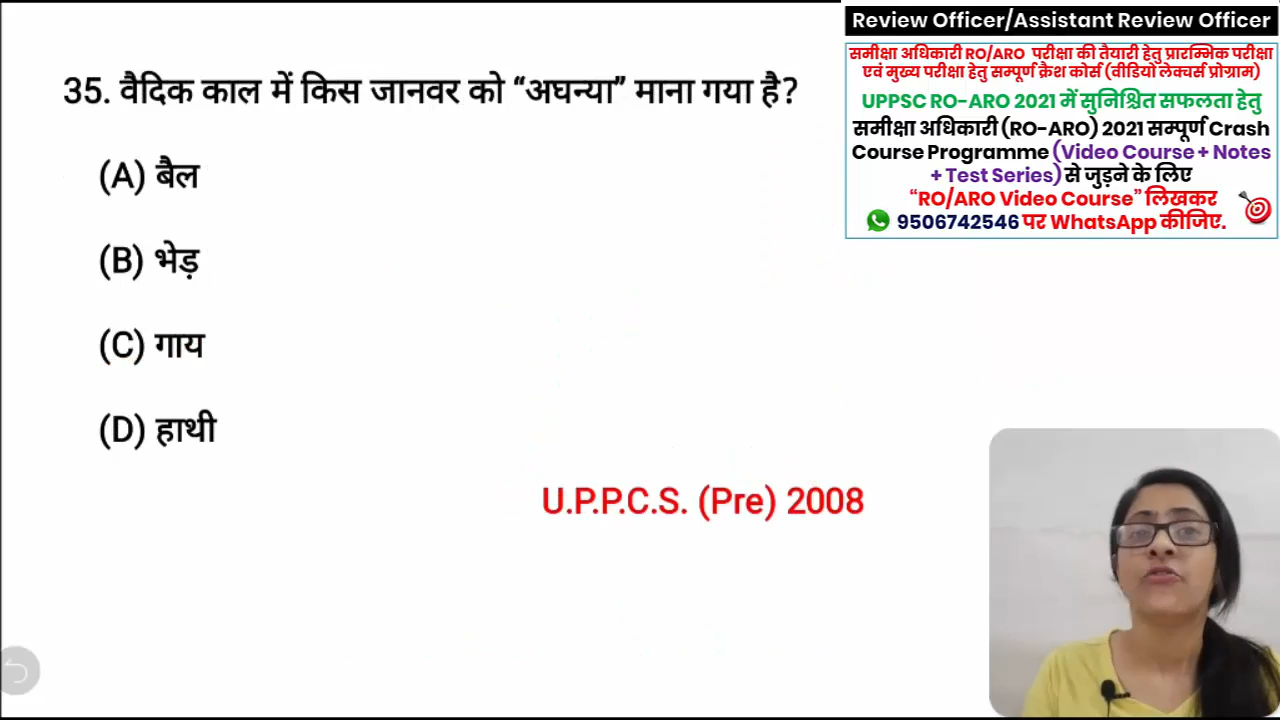 Review Officer/Assistant Review Officer
समीक्षा अधिकारी RO/ARO परीक्षा की तैयारी हेतु प्रारम्भिक परीक्षा
एवं मुख्य परीक्षा हेतु सम्पूर्ण क्रैश कोर्स (वीडियो लेक्चर्स प्रोग्राम)
UPPSC RO-ARO 2021 में सुनिश्चित सफलता हेतु
समीक्षा अधिकारी (RO-ARO) 2021 सम्पूर्ण Crash
Course Programme (Video Course + Notes
+ Test Series) से जुड़ने के लिए
“RO/ARO Video Course” लिखकर
9506742546 पर WhatsApp कीजिए.
35. वैदिक काल में किस जानवर को “अघन्या” माना गया है?
(A) बैल
(B) भेड़
(C) गाय
(D) हाथी
U.P.P.C.S. (Pre) 2008